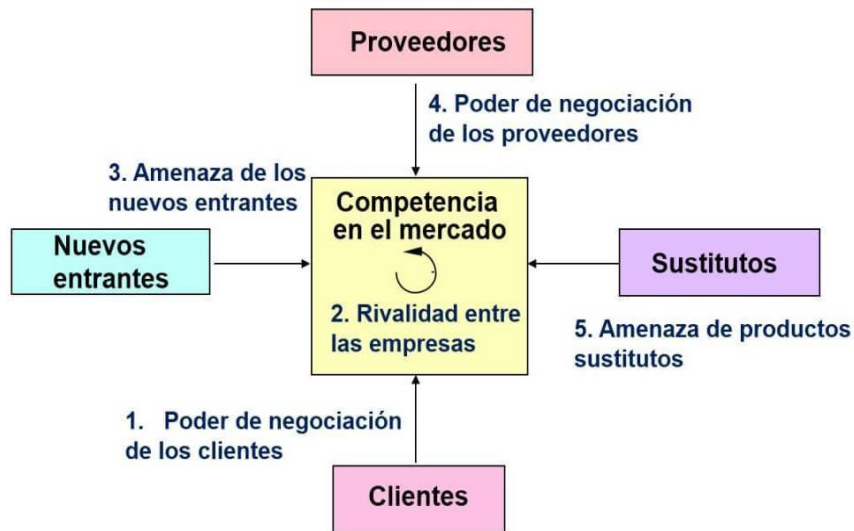 Proveedores
4. Poder de negociación
de los proveedores
3. Amenaza de los
nuevos entrantes
Competencia
en el mercado
Nuevos
entrantes
Sustitutos
2. Rivalidad entre
las empresas
5. Amenaza de productos
sustitutos
1. Poder de negociación
de los clientes
Clientes